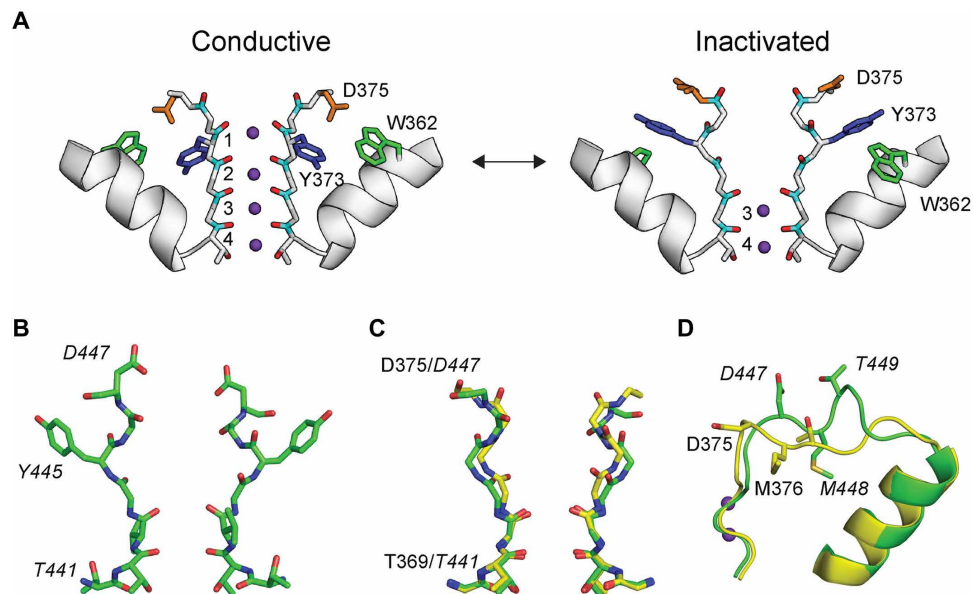 A
Conductive
Inactivated
D375
W362
Y373
1
2
3
4
D375
Y373
W362
3
4
B
D447
Y445
T441
C
D375/D447
T369/T441
D
D447
T449
D375
M376
M448